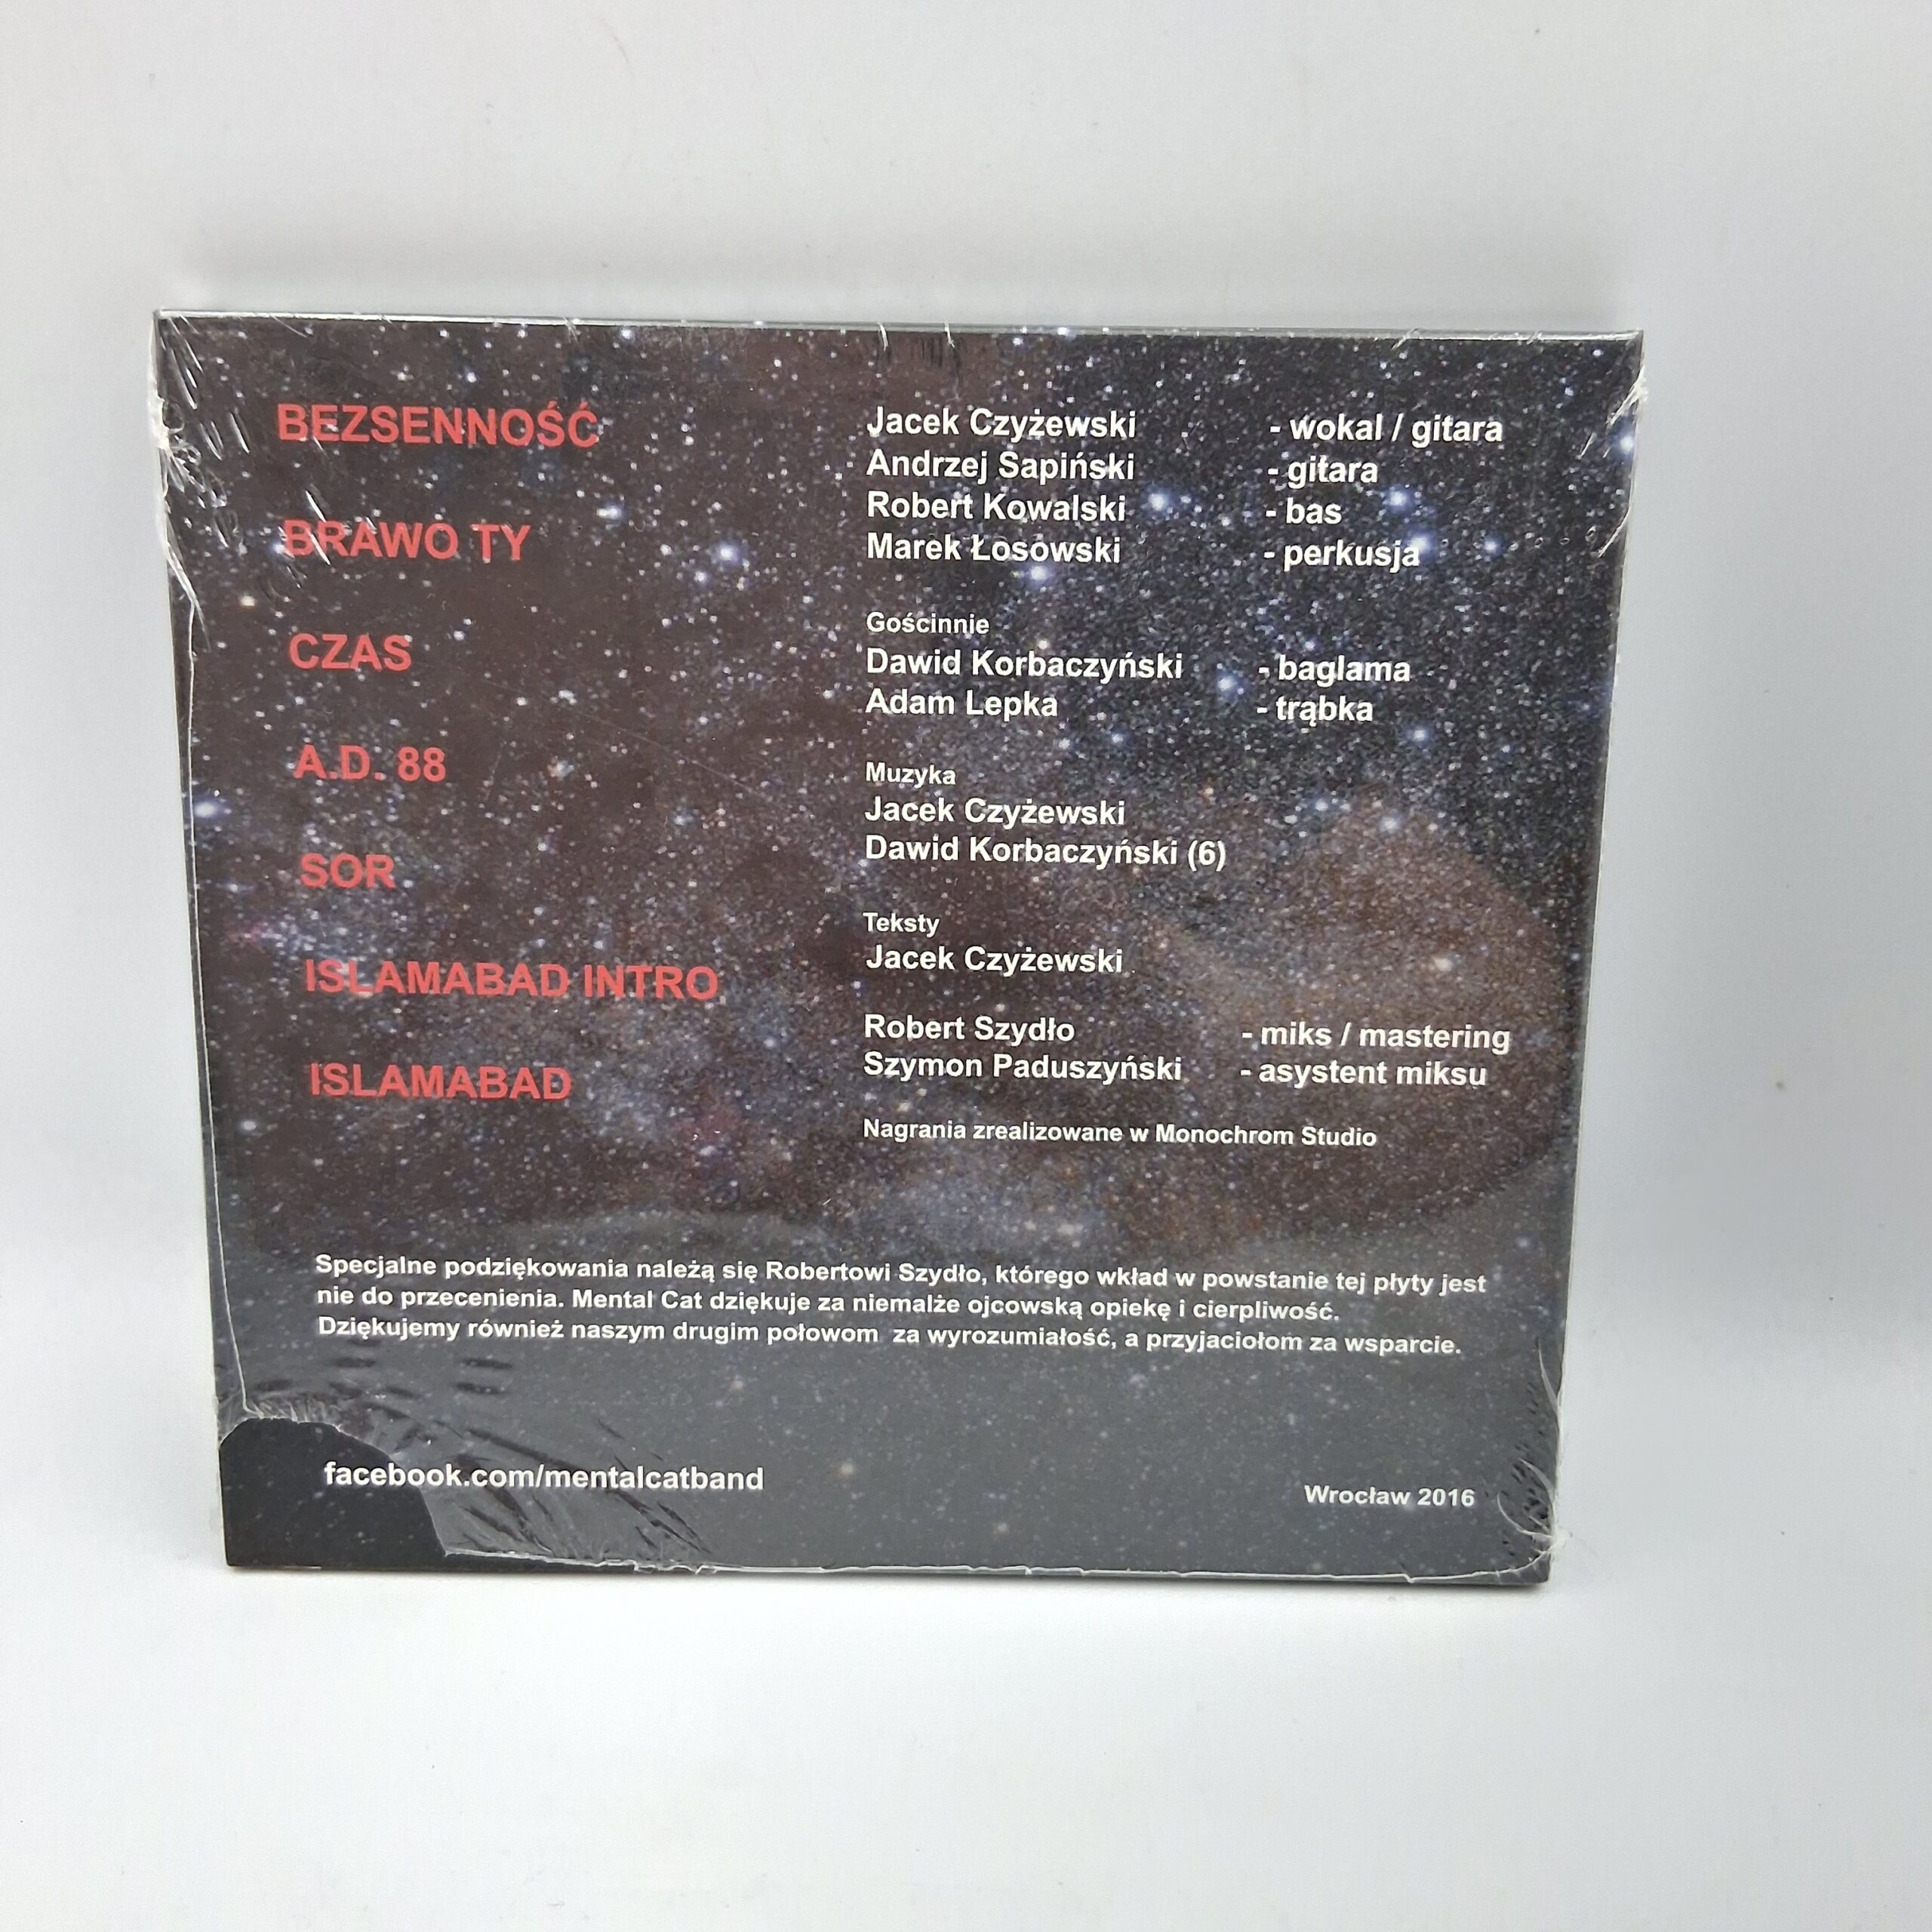 BEZSENNOŚĆ
BRAWO TY
CZAS
A.D. 88
SOR
ISLAMABAD INTRO
ISLAMABAD
Jacek Czyżewski - wokal / gitara
Andrzej Sapiński - gitara
Robert Kowalski - bas
Marek Łosowski - perkusja
Gościnnie
Dawid Korbaczyński - baglama
Adam Lepka - trąbka
Muzyka
Jacek Czyżewski
Dawid Korbaczyński (6)
Teksty
Jacek Czyżewski
Robert Szydło - miks / mastering
Szymon Paduszyński - asystent miksu
Nagrania zrealizowane w Monochrom Studio
Specjalne podziękowania należą się Robertowi Szydło, którego wkład w powstanie tej płyty jest
nie do przecenienia. Mental Cat dziękuje za niemalże ojcowską opiekę i cierpliwość.
Dziękujemy również naszym drugim połowom za wyrozumiałość, a przyjaciołom za wsparcie.
facebook.com/mentalcatband
Wrocław 2016